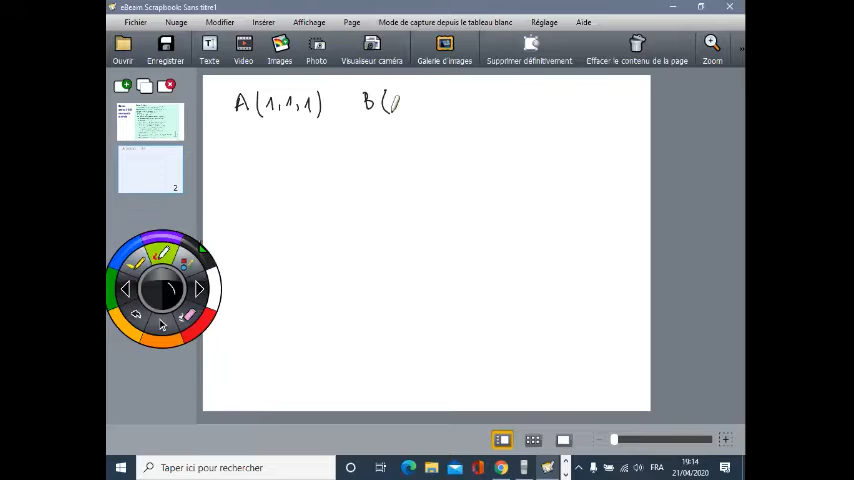 eBeam Scrapbook: Sans titre1
Fichier Nuage Modifier Insérer Affichage Page Mode de capture depuis le tableau blanc Réglage Aide
Ouvrir Enregistrer Texte Vidéo Images Photo Visualiseur caméra Galerie d'images Supprimer définitivement Effacer le contenu de la page Zoom
A(1,1,1) B(
2
Taper ici pour rechercher
FRA
19:14
21/04/2020